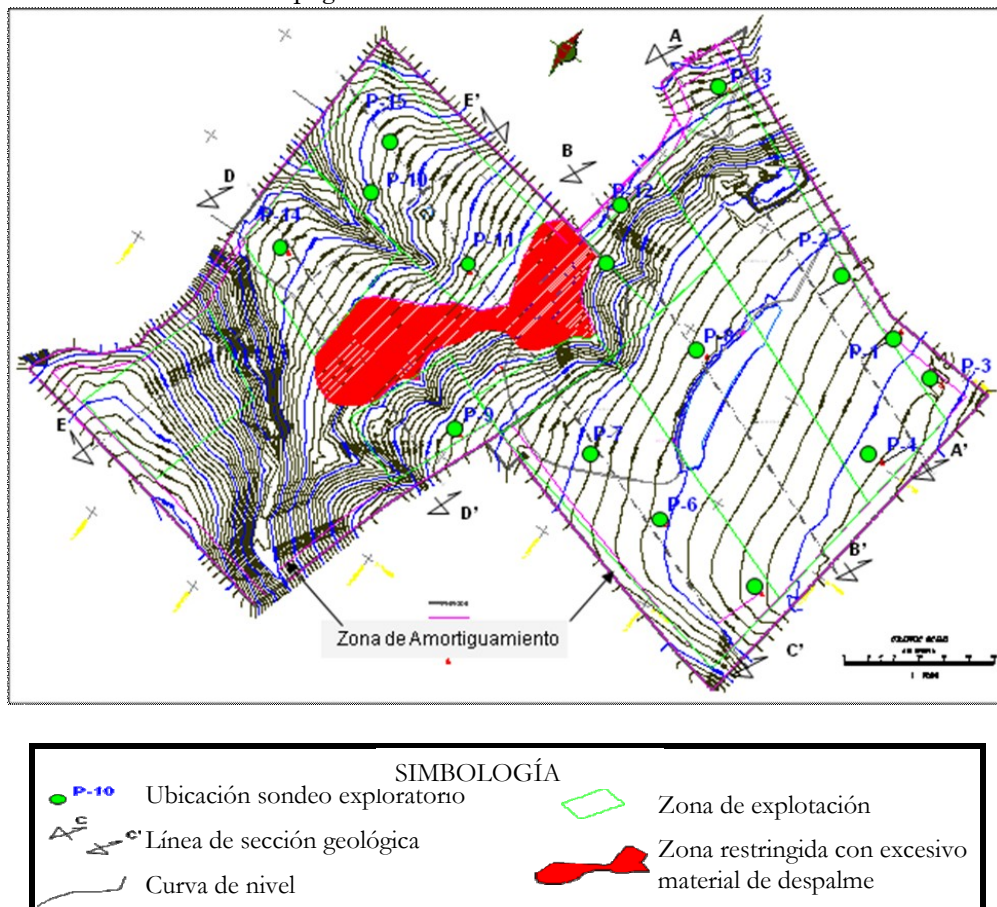 A
P-13
P-15
E'
B
D
P-10
P-12
P-14
P-11
P-2
P-8
P-1
P-3
E
P-9
P-7
P-4
A'
D'
P-6
B'
Zona de Amortiguamiento
C'
SIMBOLOGÍA
P-10 Ubicación sondeo exploratorio
Zona de explotación
C C' Línea de sección geológica
Zona restringida con excesivo
material de despalme
Curva de nivel